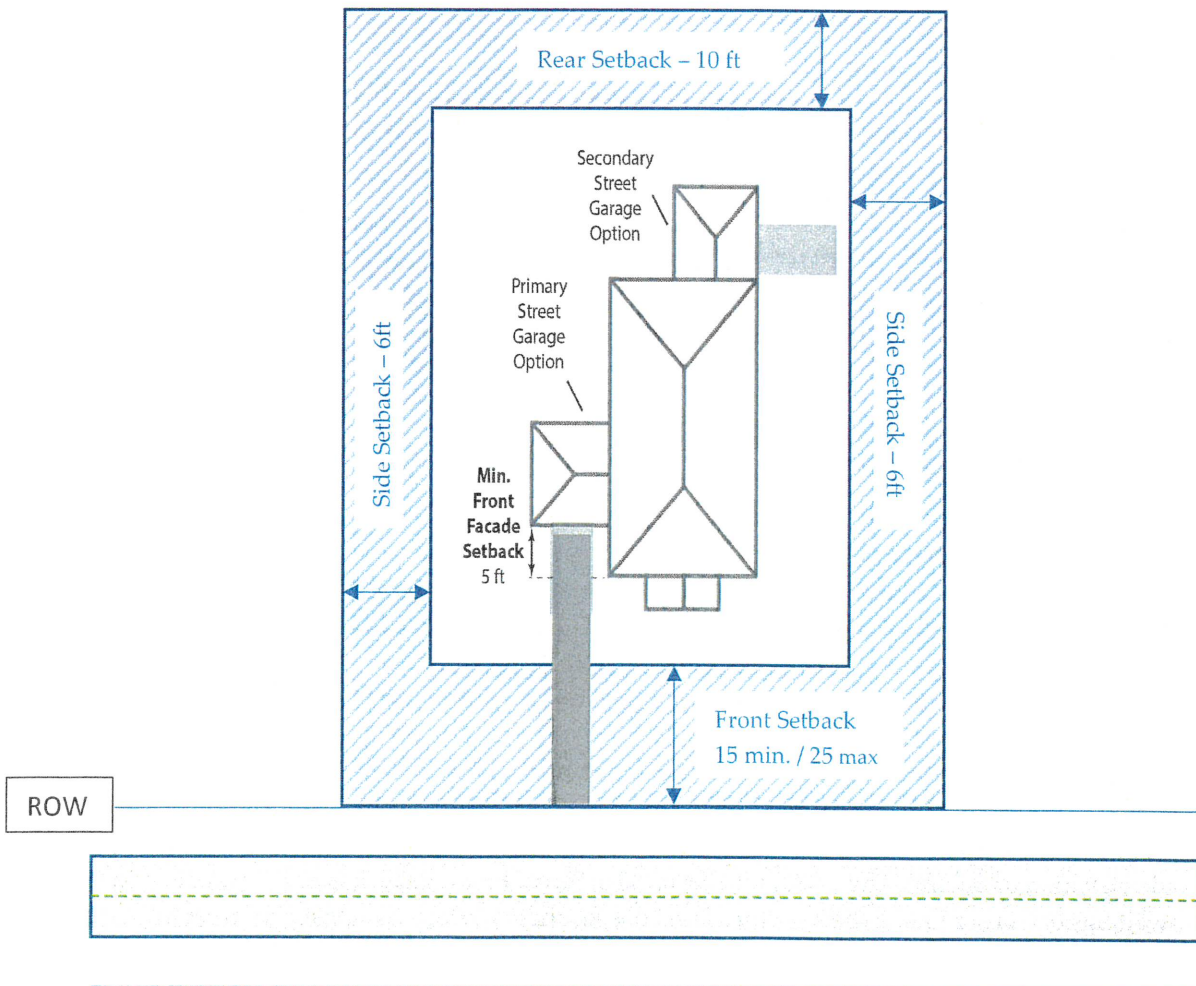 Rear Setback – 10 ft
Secondary
Street
Garage
Option
Primary
Street
Garage
Option
Side Setback – 6ft
Side Setback – 6ft
Min.
Front
Facade
Setback
5 ft
Front Setback
15 min. / 25 max
ROW